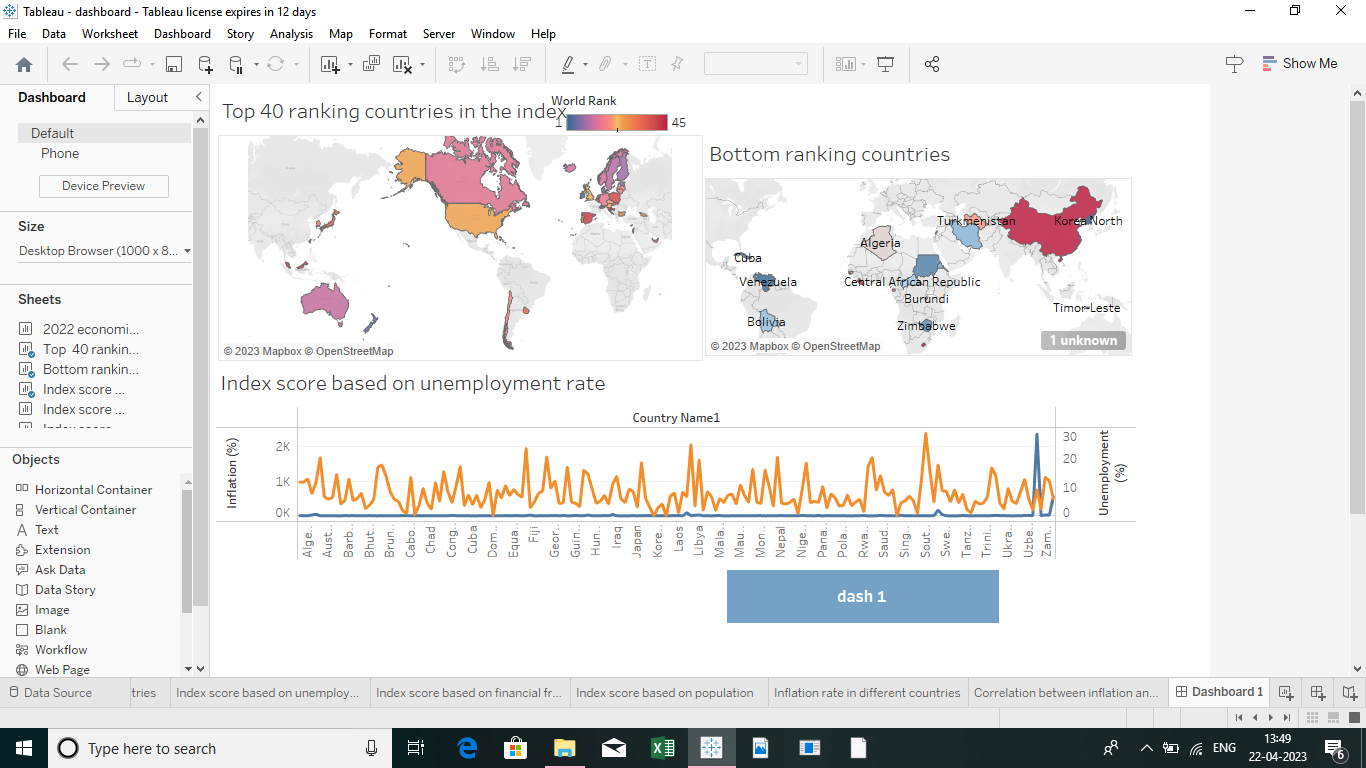 Tableau - dashboard - Tableau license expires in 12 days
File Data Worksheet Dashboard Story Analysis Map Format Server Window Help
Show Me
Dashboard Layout
Default
Phone
Device Preview
Size
Desktop Browser (1000 x 8...
Sheets
2022 economi...
Top 40 rankin...
Bottom rankin...
Index score ...
Index score ...
Objects
Horizontal Container
Vertical Container
Text
Extension
Ask Data
Data Story
Image
Blank
Workflow
Web Page
Top 40 ranking countries in the index
World Rank
1 45
© 2023 Mapbox © OpenStreetMap
Bottom ranking countries
Turkmenistan
Korea North
Algeria
Cuba
Venezuela
Central African Republic
Burundi
Timor-Leste
Bolivia
Zimbabwe
1 unknown
© 2023 Mapbox © OpenStreetMap
Index score based on unemployment rate
Country Name1
Inflation (%)
2K
1K
0K
Unemployment (%)
30
20
10
0
Alge.. Aust.. Barb.. Bhut.. Brun.. Cabo.. Chad Cong.. Cuba Dom.. Equa.. Fiji Geor.. Guin.. Hun.. Iraq Japan Kore.. Laos Libya Mala.. Mau.. Mon.. Nepal Nige.. Pana.. Pola.. Rwa.. Saud.. Sing.. Sout.. Swe.. Tanz.. Trini.. Ukra.. Uzbe.. Zam..
dash 1
Data Source tries Index score based on unemploy... Index score based on financial fr... Index score based on population Inflation rate in different countries Correlation between inflation an... Dashboard 1
Type here to search
ENG
13:49
22-04-2023
6